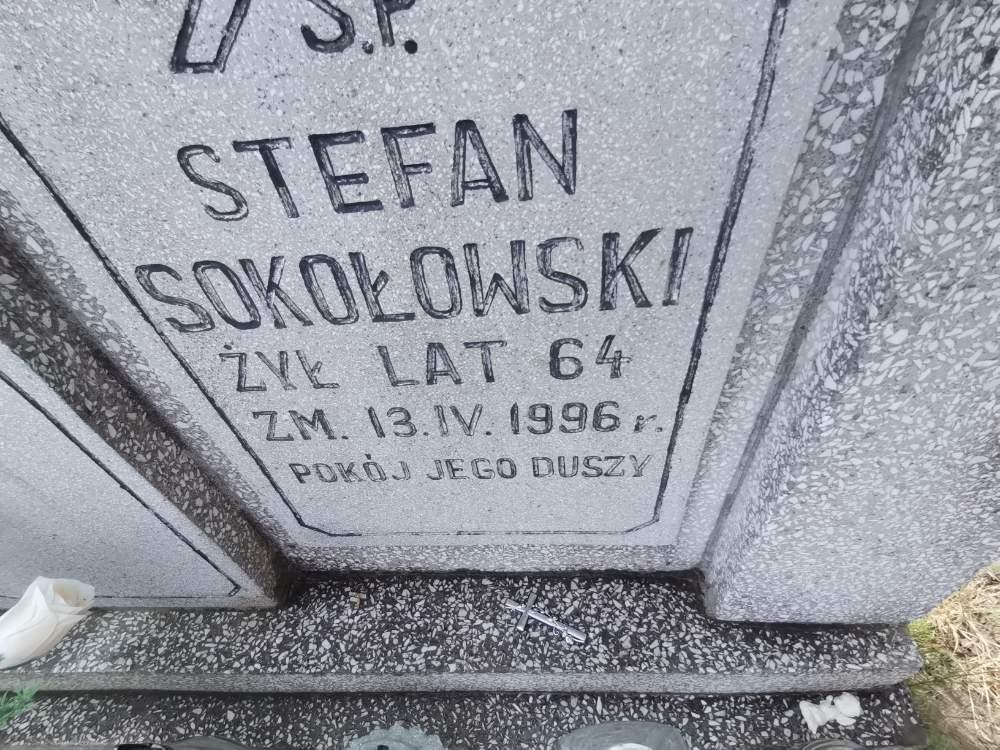 Ś.P.
STEFAN
SOKOŁOWSKI
ŻYŁ LAT 64
ZM. 13.IV. 1996 r.
POKÓJ JEGO DUSZY